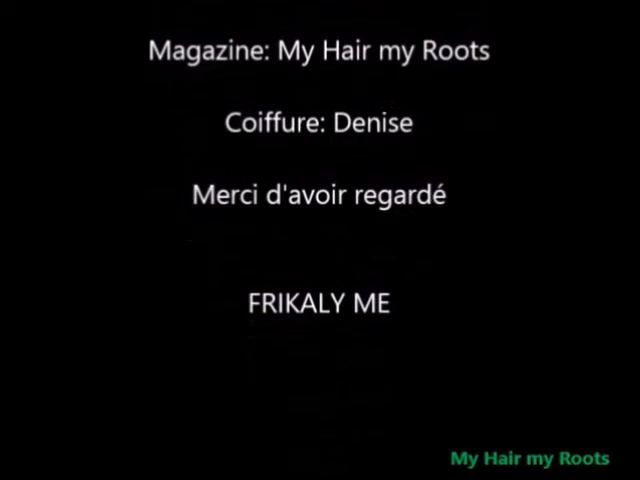 Magazine: My Hair my Roots
Coiffure: Denise
Merci d'avoir regardé
FRIKALY ME
My Hair my Roots